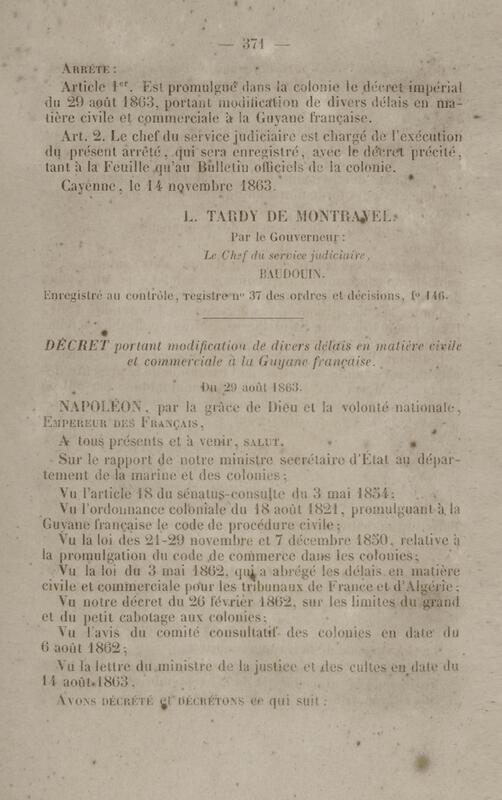 — 371 —
ARRÊTE :
Article 1er. Est promulgué dans la colonie le décret impérial
du 29 août 1863, portant modification de divers délais en ma-
tière civile et commerciale à la Guyane française.
Art. 2. Le chef du service judiciaire est chargé de l'exécution
du présent arrêté, qui sera enregistré, avec le décret précité,
tant à la Feuille qu'au Bulletin officiels de la colonie.
Cayenne, le 14 novembre 1863.
L. TARDY DE MONTRAVEL.
Par le Gouverneur :
Le Chef du service judiciaire,
BAUDOUIN.
Enregistré au contrôle, registre n° 37 des ordres et décisions, f° 146.
DÉCRET portant modification de divers délais en matière civile
et commerciale à la Guyane française.
Du 29 août 1863.
NAPOLÉON, par la grâce de Dieu et la volonté nationale,
EMPEREUR DES FRANÇAIS,
A tous présents et à venir, SALUT.
Sur le rapport de notre ministre secrétaire d'État au dépar-
tement de la marine et des colonies ;
Vu l'article 18 du sénatus-consulte du 3 mai 1854 ;
Vu l'ordonnance coloniale du 18 août 1821, promulguant à la
Guyane française le code de procédure civile ;
Vu la loi des 21-29 novembre et 7 décembre 1850, relative à
la promulgation du code de commerce dans les colonies ;
Vu la loi du 3 mai 1862, qui a abrégé les délais en matière
civile et commerciale pour les tribunaux de France et d'Algérie ;
Vu notre décret du 26 février 1862, sur les limites du grand
et du petit cabotage aux colonies ;
Vu l'avis du comité consultatif des colonies en date du
6 août 1862 ;
Vu la lettre du ministre de la justice et des cultes en date du
14 août 1863.
AVONS DÉCRÉTÉ et DÉCRÉTONS ce qui suit :